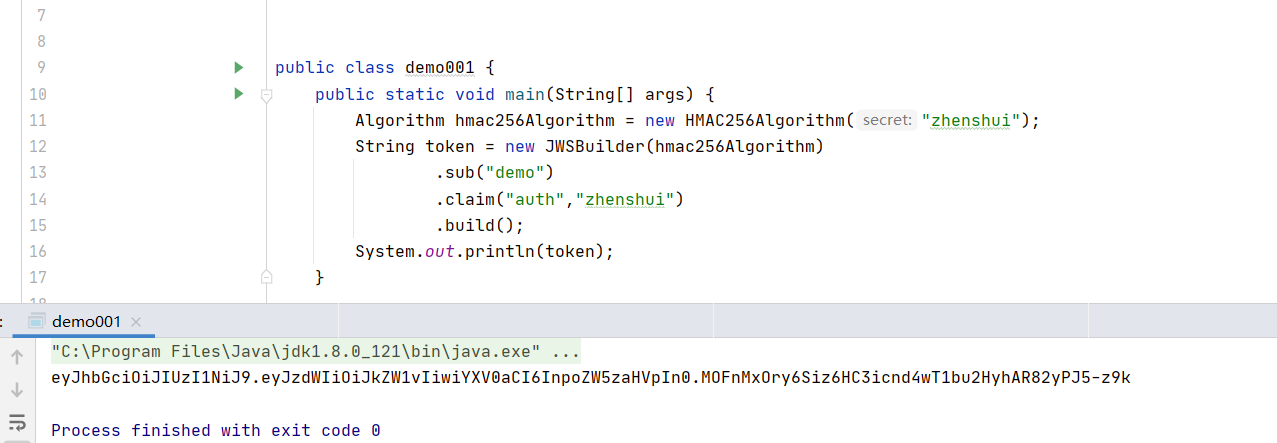 7
8
9 public class demo001 {
10 public static void main(String[] args) {
11 Algorithm hmac256Algorithm = new HMAC256Algorithm( secret: "zhenshui");
12 String token = new JWSBuilder(hmac256Algorithm)
13 .sub("demo")
14 .claim("auth","zhenshui")
15 .build();
16 System.out.println(token);
17 }
18
: demo001 ×
"C:\Program Files\Java\jdk1.8.0_121\bin\java.exe" ...
eyJhbGciOiJIUzI1NiJ9.eyJzdWIiOiJkZW1vIiwiYXV0aCI6InpoZW5zaHVpIn0.MOFnMxOry6Siz6HC3icnd4wT1bu2HyhAR82yPJ5-z9k
Process finished with exit code 0